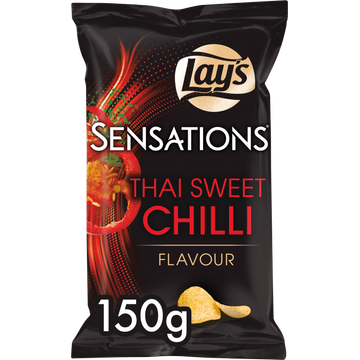 Lay's
SENSATIONS
THAI SWEET
CHILLI
FLAVOUR
150g